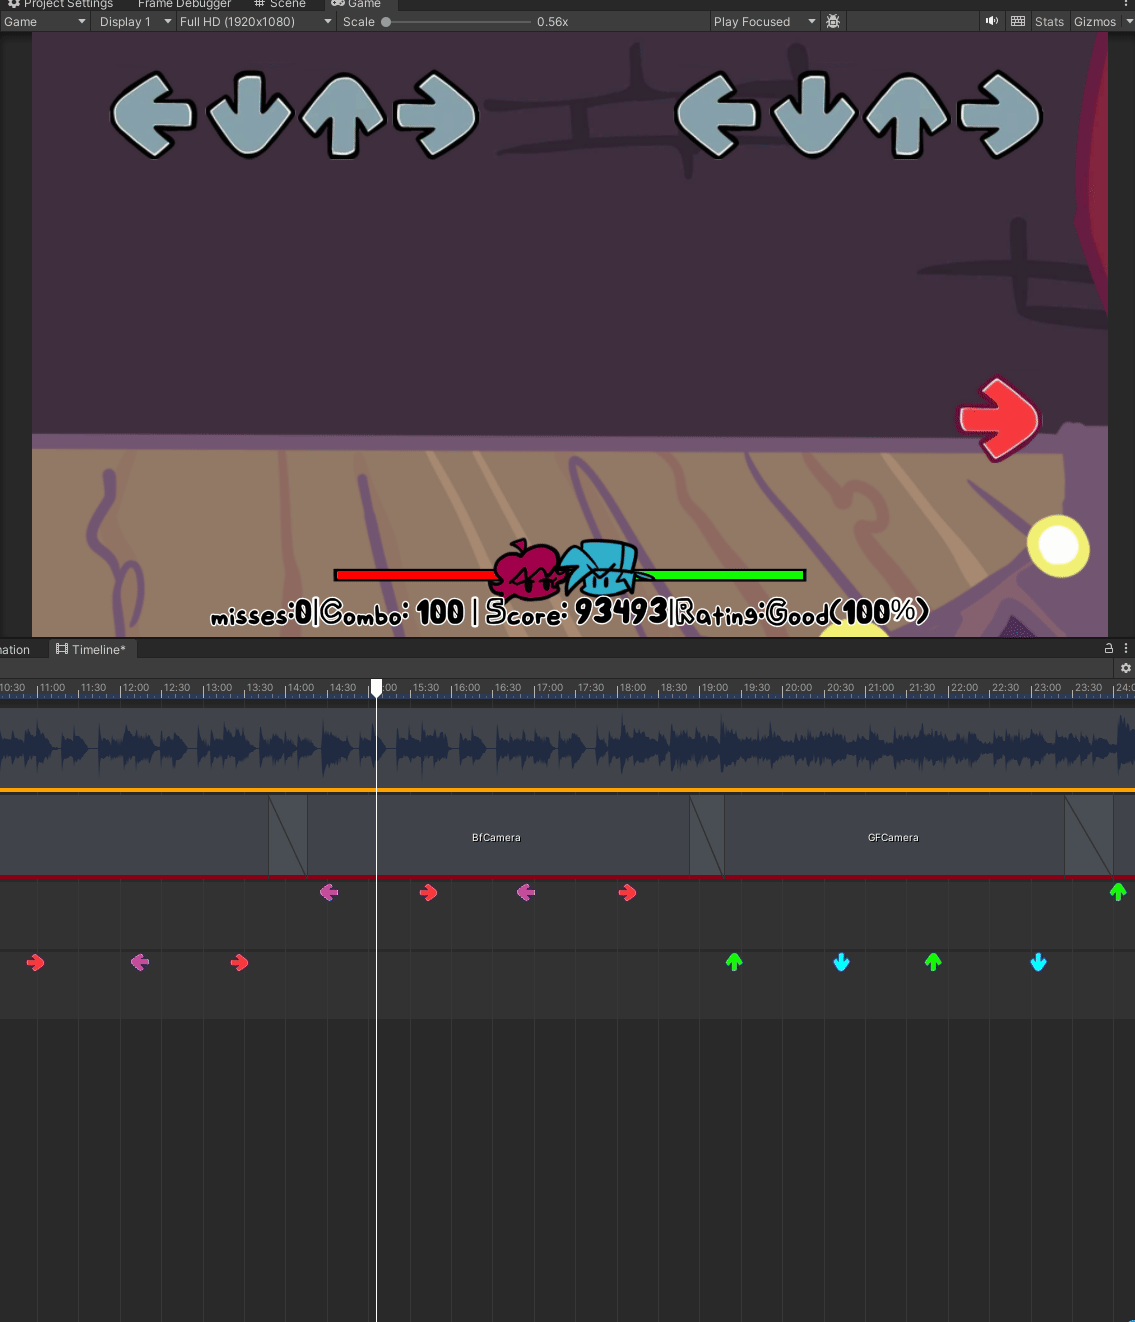 Project Settings Frame Debugger Scene Game
Game Display 1 Full HD (1920x1080) Scale 0.56x Play Focused Stats Gizmos
misses:0|Combo: 100 | Score: 93493|Rating:Good(100%)
nation Timeline*
10:30 11:00 11:30 12:00 12:30 13:00 13:30 14:00 14:30 :00 15:30 16:00 16:30 17:00 17:30 18:00 18:30 19:00 19:30 20:00 20:30 21:00 21:30 22:00 22:30 23:00 23:30 24:0
BfCamera GFCamera